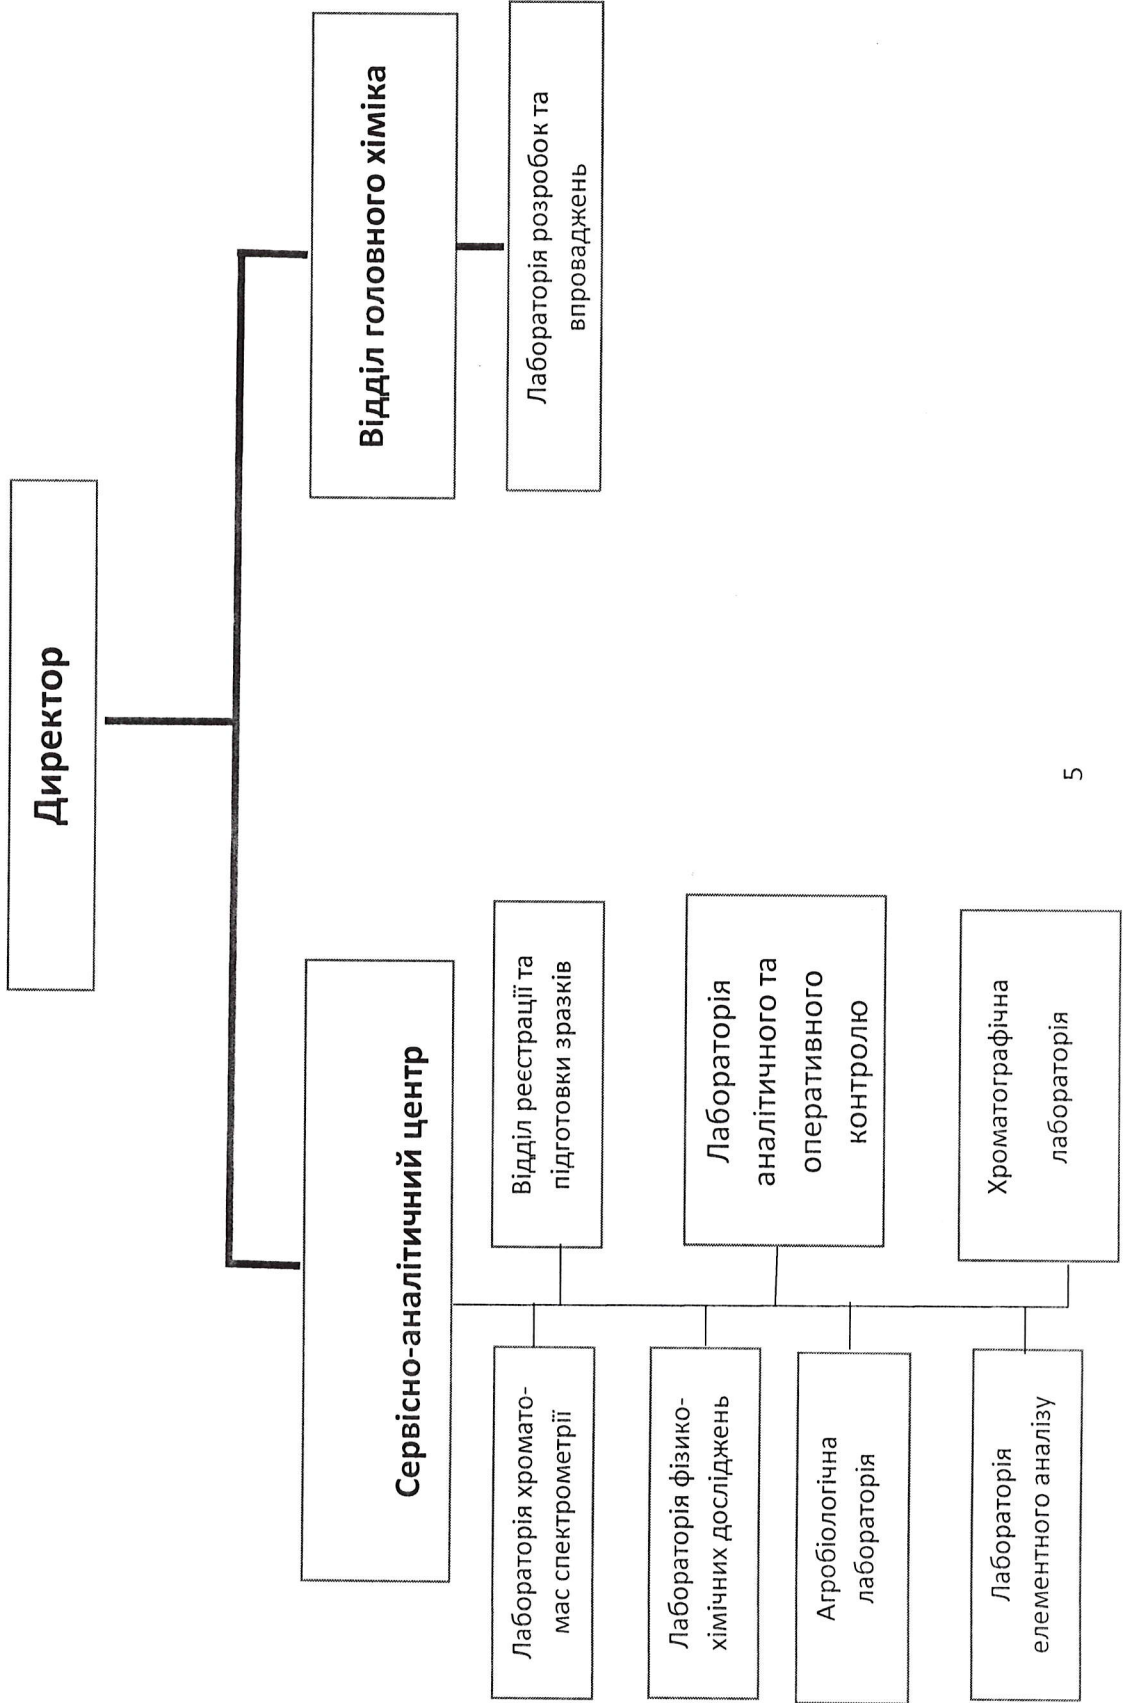 Директор
Сервісно-аналітичний центр
Відділ головного хіміка
Лабораторія хромато-
мас спектрометрії
Відділ реєстрації та
підготовки зразків
Лабораторія розробок та
впроваджень
Лабораторія фізико-
хімічних досліджень
Лабораторія
аналітичного та
оперативного
контролю
Агробіологічна
лабораторія
Лабораторія
елементного аналізу
Хроматографічна
лабораторія
5